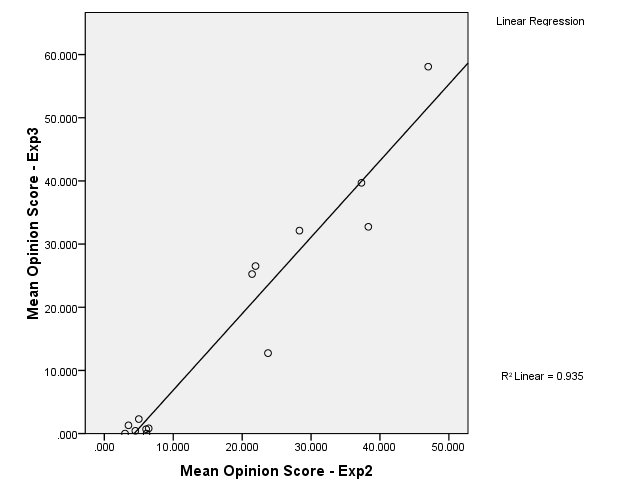 Linear Regression
60.000
50.000
40.000
30.000
20.000
10.000
.000
.000 10.000 20.000 30.000 40.000 50.000
Mean Opinion Score - Exp3
Mean Opinion Score - Exp2
R² Linear = 0.935